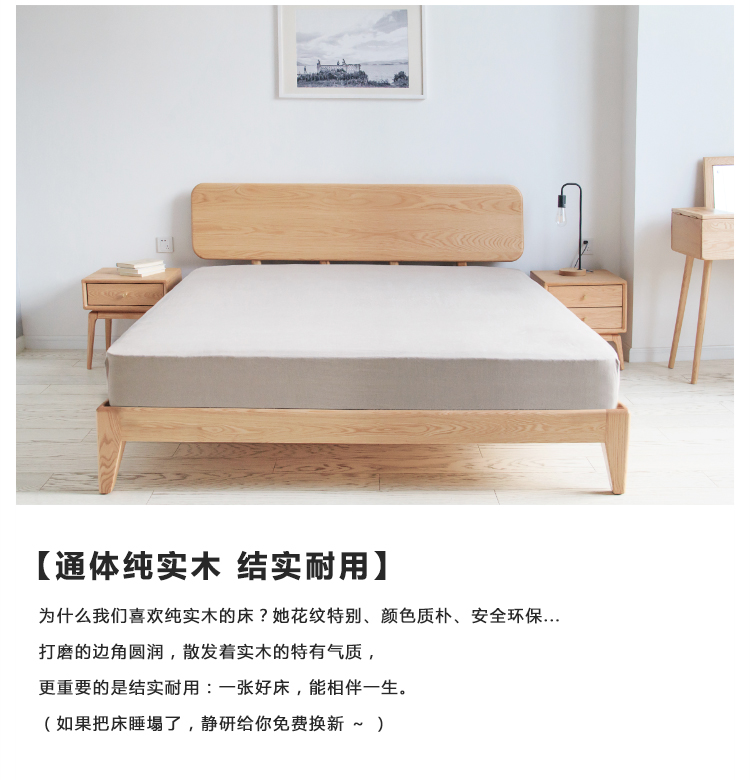 【通体纯实木 结实耐用】
为什么我们喜欢纯实木的床？她花纹特别、颜色质朴、安全环保...
打磨的边角圆润，散发着实木的特有气质，
更重要的是结实耐用：一张好床，能相伴一生。
（如果把床睡塌了，静研给你免费换新 ~ ）